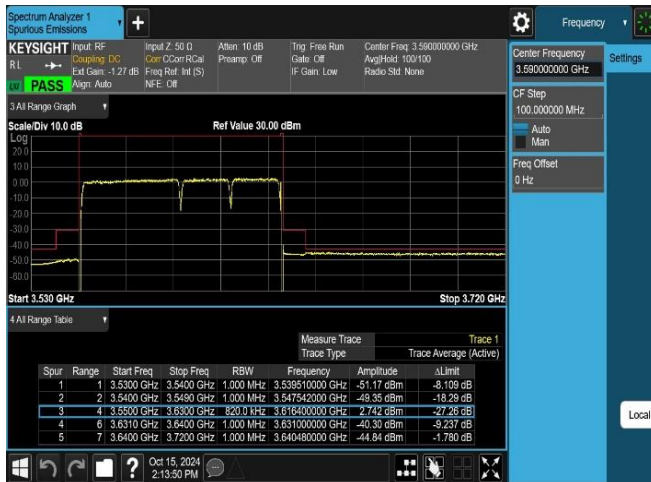 Spectrum Analyzer 1
Spurious Emissions
Frequency
KEYSIGHT Input: RF Input Z: 50 Ω Atten: 10 dB Trig: Free Run Center Freq: 3.590000000 GHz
RL Coupling: DC Corr CCorr RCal Preamp: Off Gate: Off Avg|Hold: 100/100
Ext Gain: -1.27 dB Freq Ref: Int (S) IF Gain: Low Radio Std: None
LXI PASS Align: Auto NFE: Off
Center Frequency
3.590000000 GHz
Settings
CF Step
100.000000 MHz
Auto
Man
Freq Offset
0 Hz
3 All Range Graph
Scale/Div 10.0 dB Ref Value 30.00 dBm
Log
20.0
10.0
0.00
-10.0
-20.0
-30.0
-40.0
-50.0
-60.0
Start 3.530 GHz Stop 3.720 GHz
4 All Range Table
Measure Trace Trace 1
Trace Type Trace Average (Active)
Spur Range Start Freq Stop Freq RBW Frequency Amplitude ΔLimit
1 1 3.5300 GHz 3.5400 GHz 1.000 MHz 3.539510000 GHz -51.17 dBm -8.109 dB
2 2 3.5400 GHz 3.5490 GHz 1.000 MHz 3.547542000 GHz -49.35 dBm -18.29 dB
3 4 3.5500 GHz 3.6300 GHz 820.0 kHz 3.616400000 GHz 2.742 dBm -27.26 dB
4 6 3.6310 GHz 3.6400 GHz 1.000 MHz 3.631000000 GHz -40.30 dBm -9.237 dB
5 7 3.6400 GHz 3.7200 GHz 1.000 MHz 3.640480000 GHz -44.84 dBm -1.780 dB
Local
Oct 15, 2024
2:13:50 PM